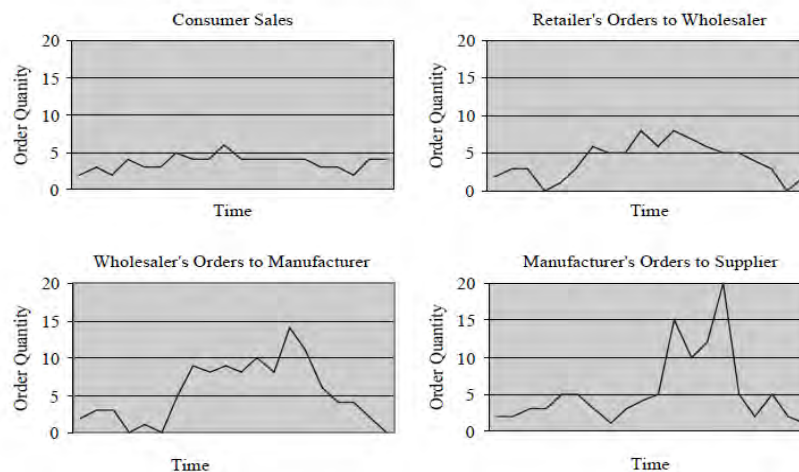 Consumer Sales
20
15
10
5
0
Order Quantity
Time
Retailer's Orders to Wholesaler
20
15
10
5
0
Order Quantity
Time
Wholesaler's Orders to Manufacturer
20
15
10
5
0
Order Quantity
Time
Manufacturer's Orders to Supplier
20
15
10
5
0
Order Quantity
Time